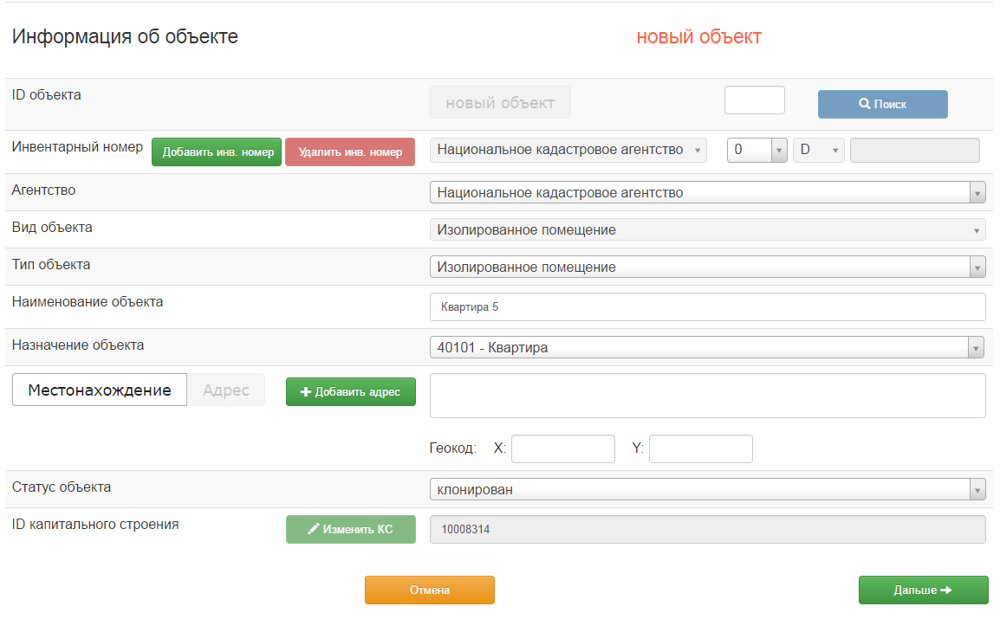 Информация об объекте новый объект
ID объекта новый объект Поиск
Инвентарный номер Добавить инв. номер Удалить инв. номер Национальное кадастровое агентство 0 D
Агентство Национальное кадастровое агентство
Вид объекта Изолированное помещение
Тип объекта Изолированное помещение
Наименование объекта Квартира 5
Назначение объекта 40101 - Квартира
Местонахождение Адрес Добавить адрес
Геокод: X: Y:
Статус объекта клонирован
ID капитального строения Изменить КС 10008314
Отмена Дальше